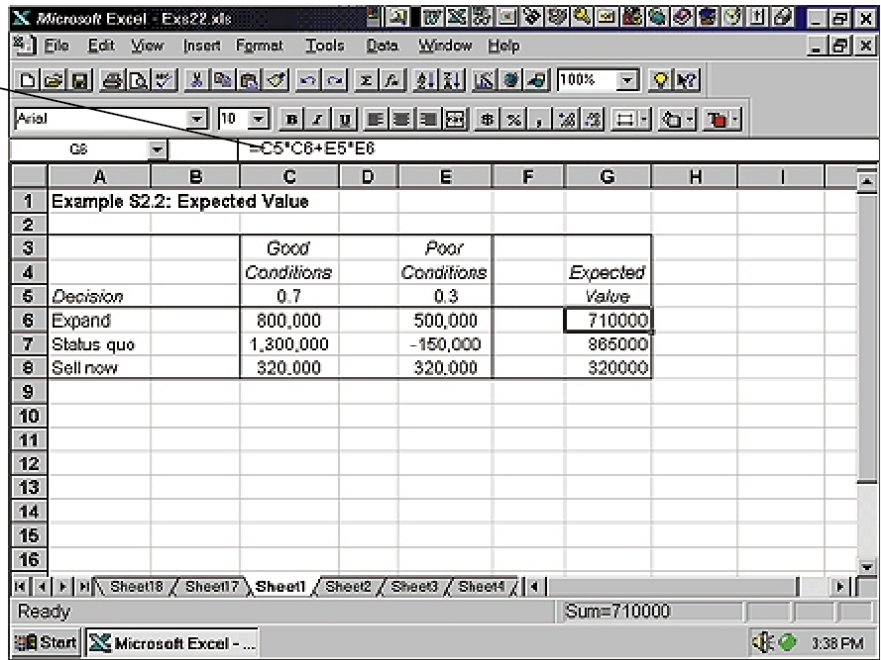 Microsoft Excel - Exs22.xls
File Edit View Insert Format Tools Data Window Help
100%
Arial 10 B I U $ % ,
G6 =C5*C6+E5*E6
A B C D E F G H I
1 Example S2.2: Expected Value
2
3 Good Poor
4 Conditions Conditions Expected
5 Decision 0.7 0.3 Value
6 Expand 800,000 500,000 710000
7 Status quo 1,300,000 -150,000 865000
8 Sell now 320,000 320,000 320000
9
10
11
12
13
14
15
16
Sheet18 Sheet17 Sheet1 Sheet2 Sheet3 Sheet4
Ready Sum=710000
Start Microsoft Excel - ... 3:38 PM